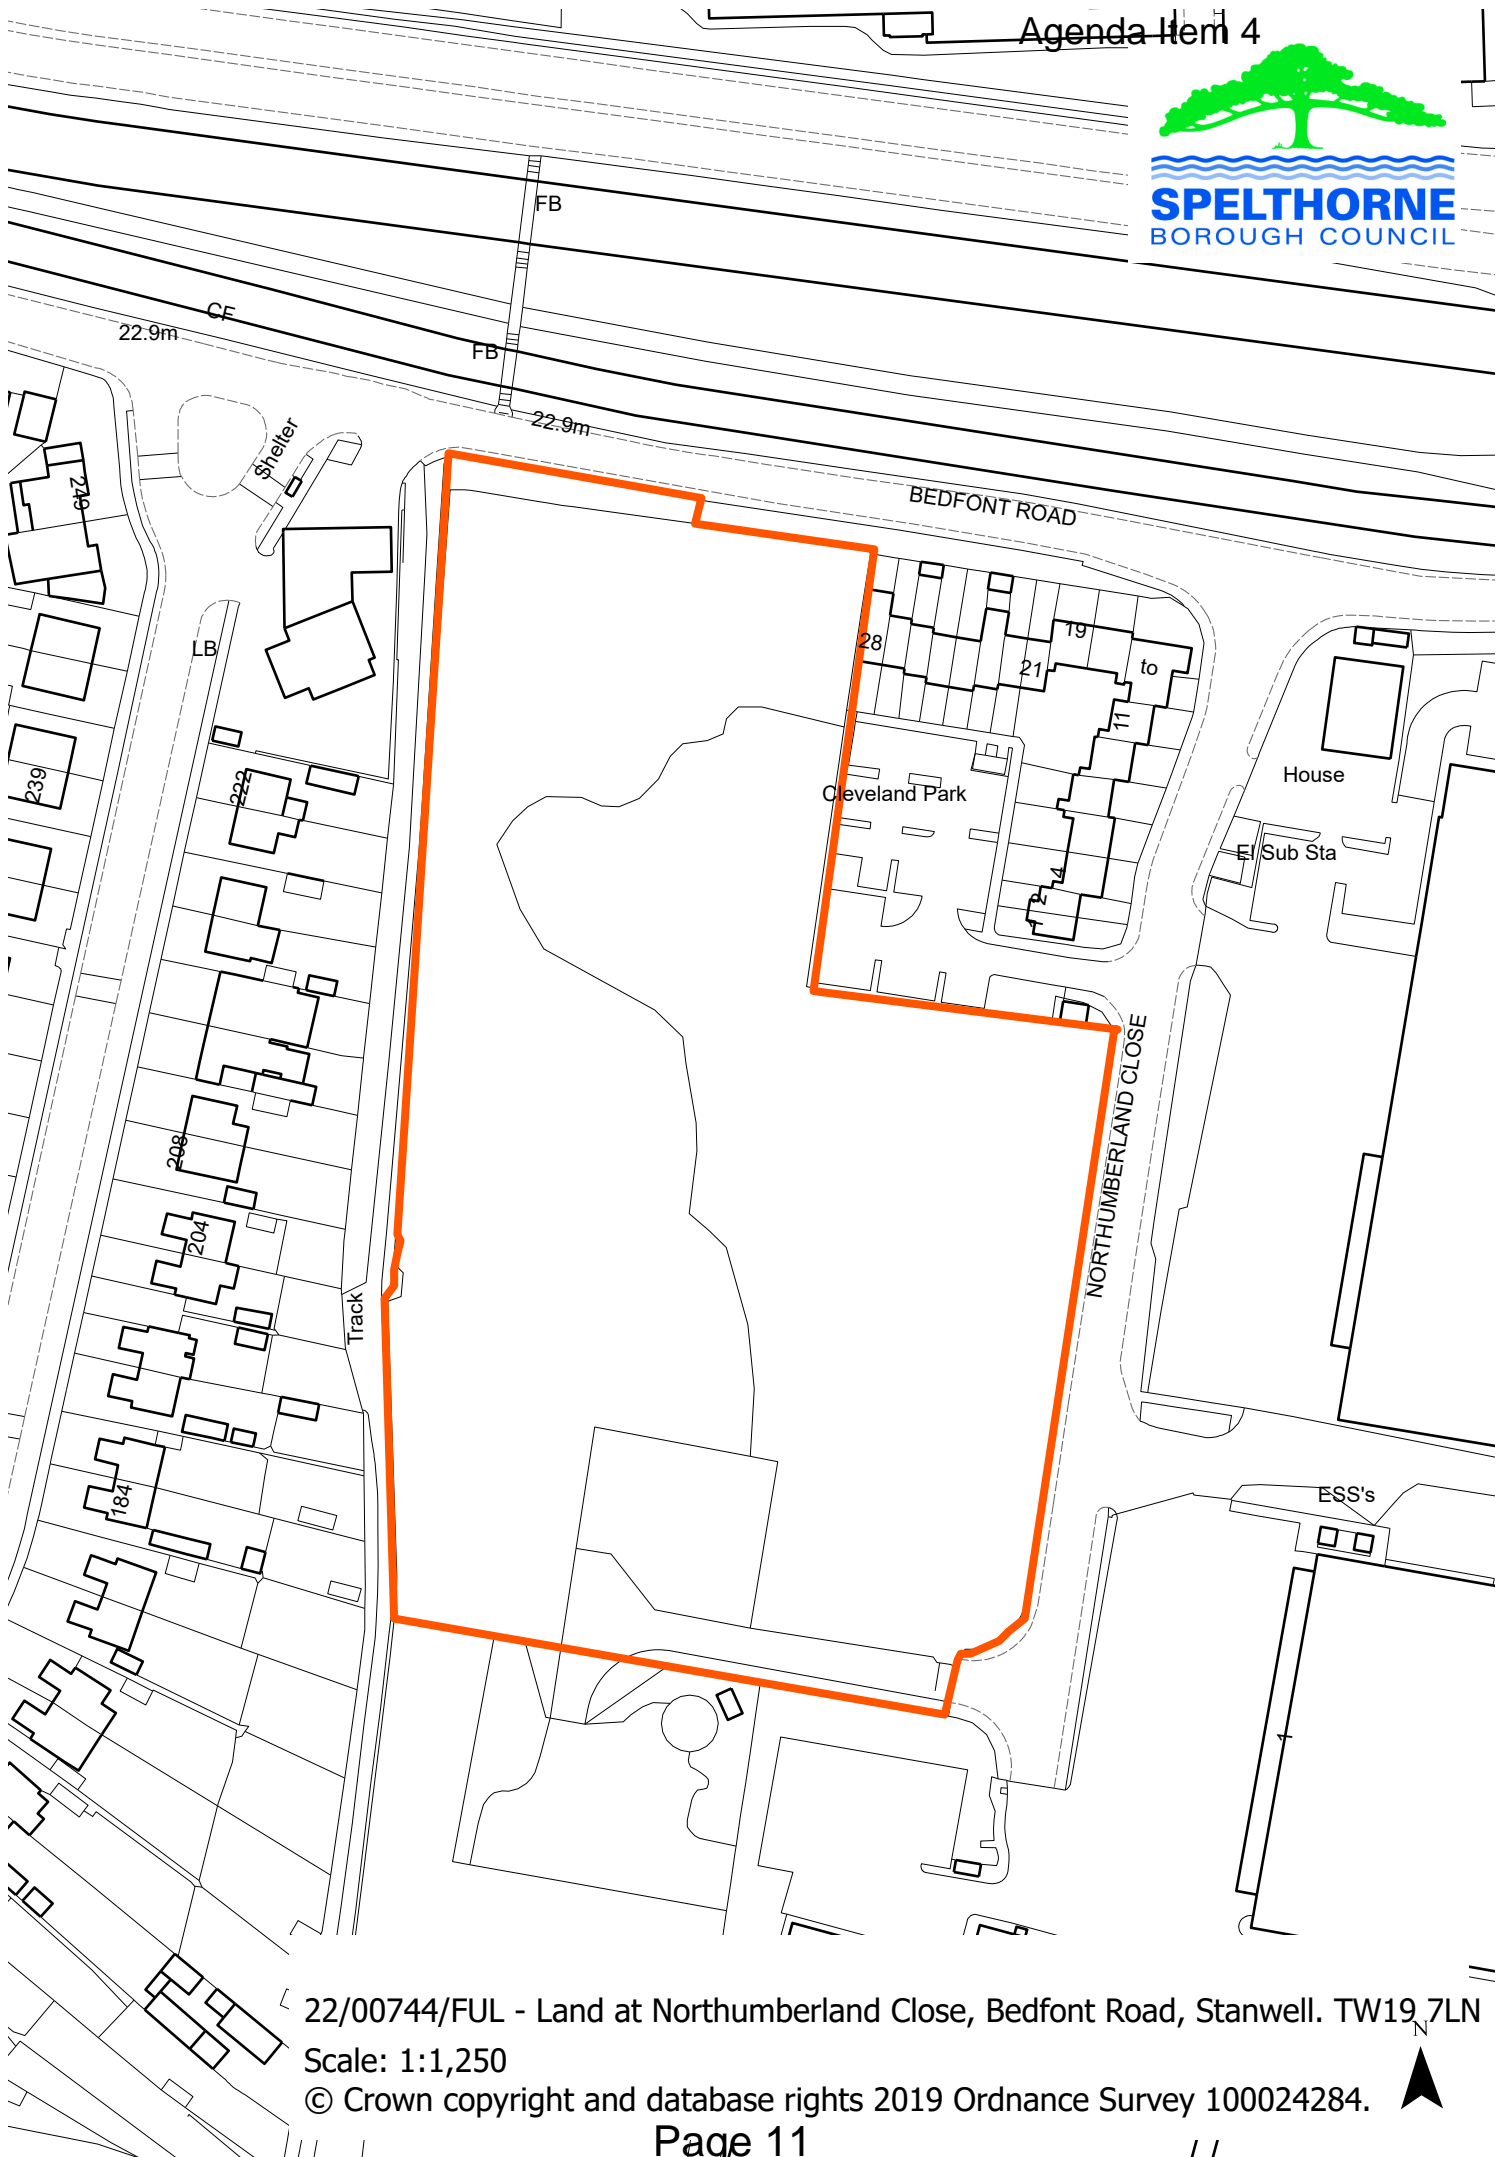 Agenda Item 4
SPELTHORNE
BOROUGH COUNCIL
FB
CF
22.9m
FB
22.9m
Shelter
249
BEDFONT ROAD
LB
28
19
21
to
11
239
222
House
Cleveland Park
El Sub Sta
4
2
1
NORTHUMBERLAND CLOSE
208
204
Track
184
ESS's
1
22/00744/FUL - Land at Northumberland Close, Bedfont Road, Stanwell. TW19 7LN
N
Scale: 1:1,250
© Crown copyright and database rights 2019 Ordnance Survey 100024284.
Page 11